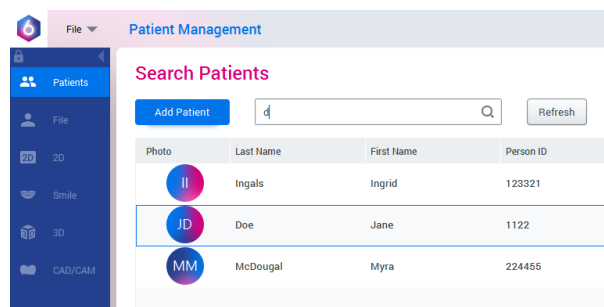 6 File Patient Management
Patients
File
2D 2D
Smile
3D
CAD/CAM
Search Patients
Add Patient d Refresh
Photo Last Name First Name Person ID
II Ingals Ingrid 123321
JD Doe Jane 1122
MM McDougal Myra 224455